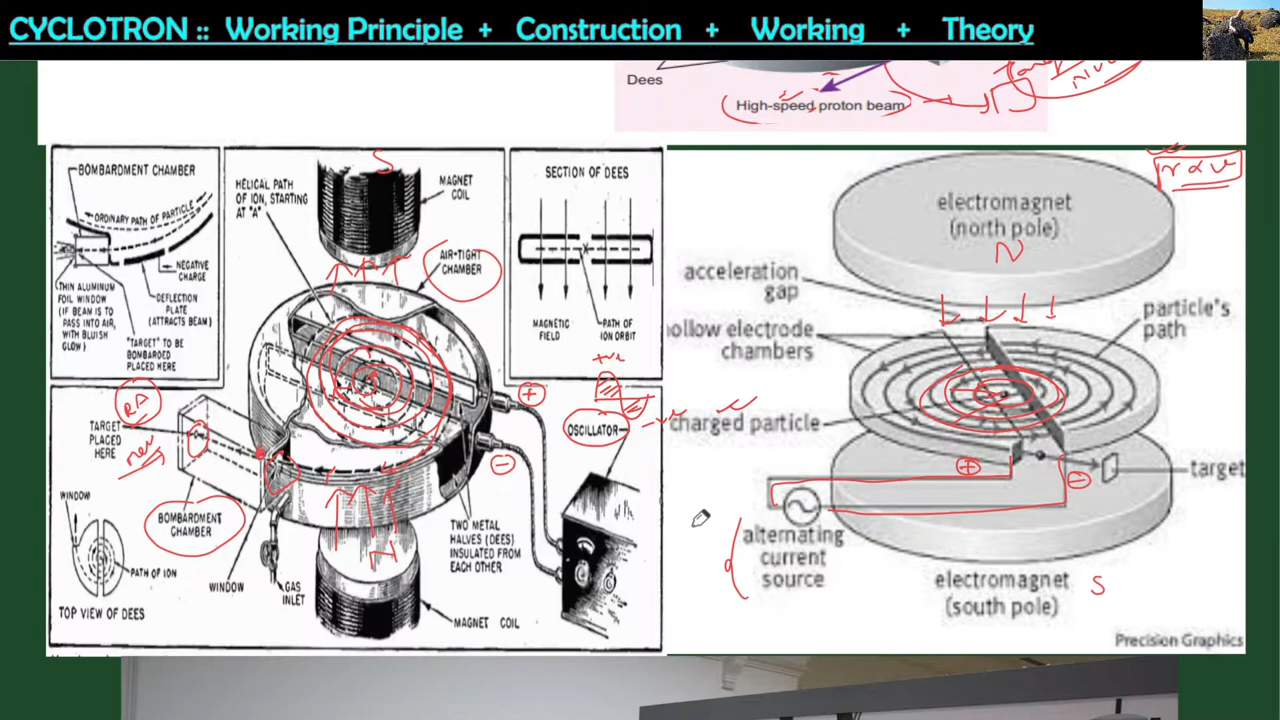 CYCLOTRON :: Working Principle + Construction + Working + Theory
Dees
High-speed proton beam
BOMBARDMENT CHAMBER
ORDINARY PATH OF PARTICLE
NEGATIVE
CHARGE
THIN ALUMINUM
FOIL WINDOW
(IF BEAM IS TO
PASS INTO AIR,
WITH BLUISH
GLOW)
DEFLECTION
PLATE
(ATTRACTS BEAM)
"TARGET" TO BE
BOMBARDED
PLACED HERE
HELICAL PATH
OF ION, STARTING
AT "A"
S
MAGNET
COIL
AIR-TIGHT
CHAMBER
SECTION OF DEES
MAGNETIC
FIELD
PATH OF
ION ORBIT
+ve
+
-
OSCILLATOR
TARGET
PLACED
HERE
BOMBARDMENT
CHAMBER
WINDOW
PATH OF ION
TOP VIEW OF DEES
WINDOW
GAS
INLET
N
TWO METAL
HALVES (DEES)
INSULATED FROM
EACH OTHER
MAGNET COIL
electromagnet
(north pole)
N
acceleration
gap
hollow electrode
chambers
particle's
path
charged particle
+
-
target
alternating
current
source
electromagnet
(south pole)
S
Precision Graphics